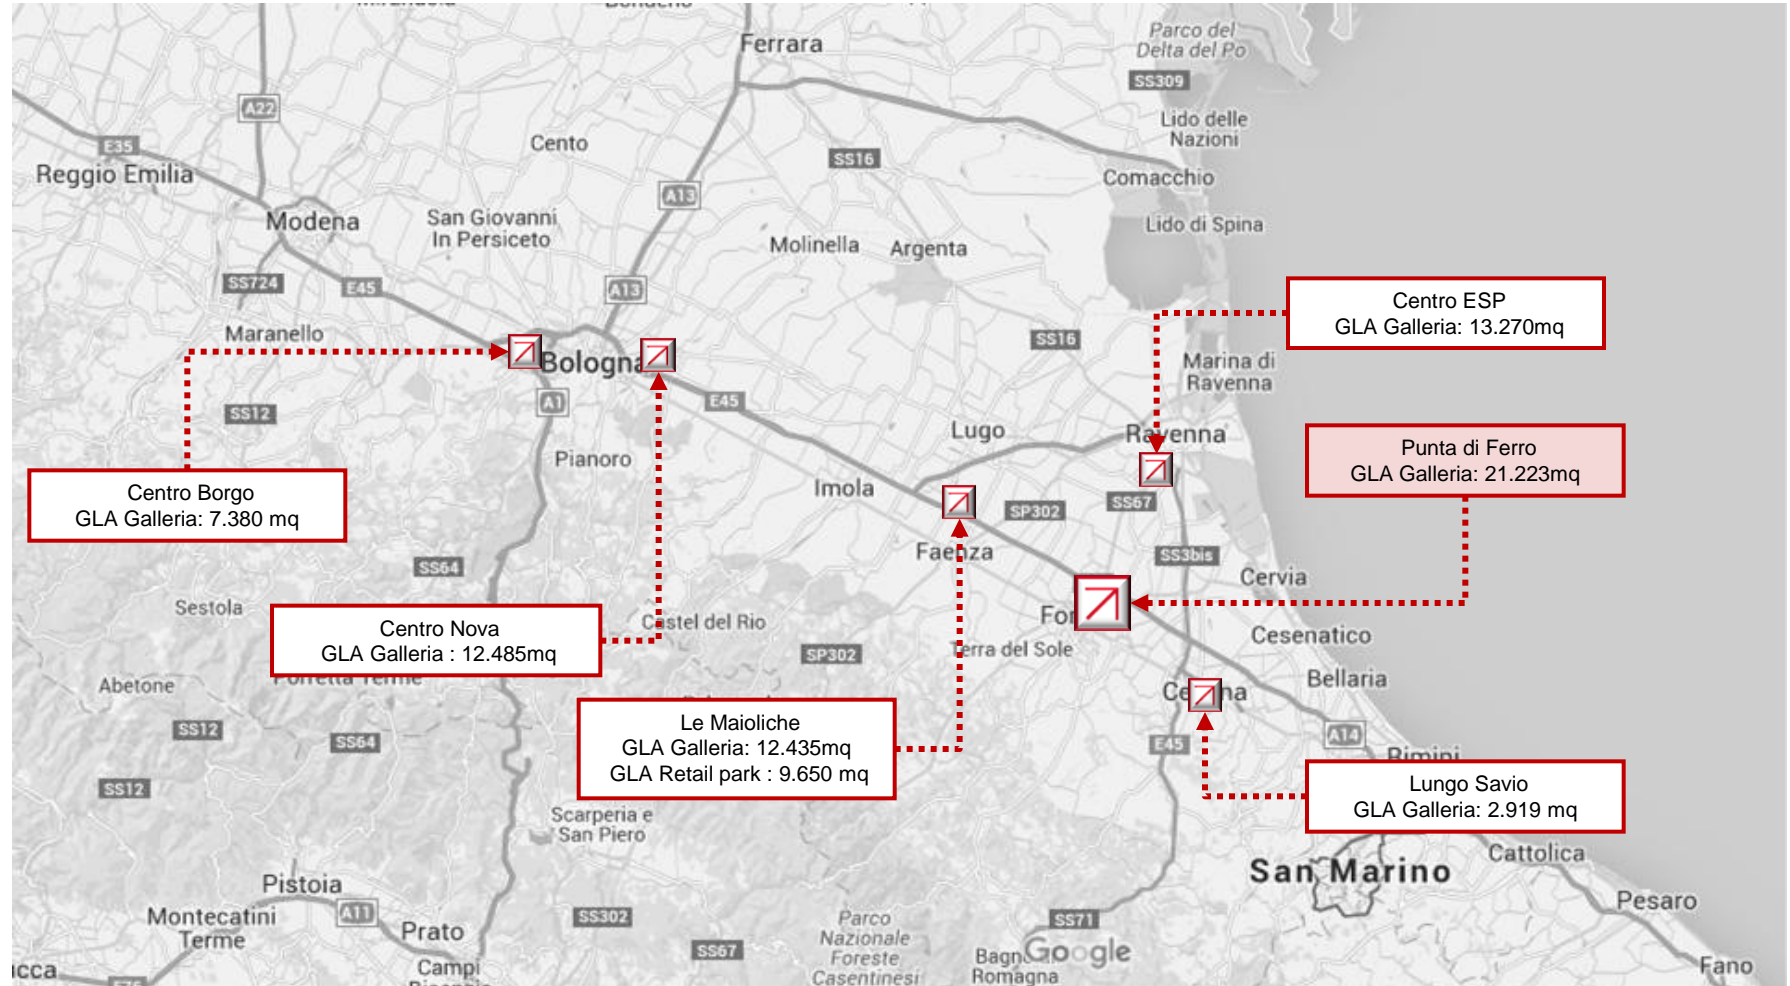 Ferrara
Parco del
Delta del Po
SS309
A22
Lido delle
Nazioni
Cento
E35
SS16
Reggio Emilia
Comacchio
A13
San Giovanni
In Persiceto
Modena
Lido di Spina
Molinella
Argenta
SS724
E45
A13
Centro ESP
GLA Galleria: 13.270mq
Maranello
SS16
Bologna
Marina di
Ravenna
A1
E45
SS12
Lugo
Ravenna
Punta di Ferro
GLA Galleria: 21.223mq
Pianoro
Imola
Centro Borgo
GLA Galleria: 7.380 mq
SP302
SS67
Faenza
SS3bis
SS64
Cervia
Sestola
Castel del Rio
Centro Nova
GLA Galleria : 12.485mq
Cesenatico
SP302
Terra del Sole
Porretta Terme
Abetone
Bellaria
Cesena
Le Maioliche
GLA Galleria: 12.435mq
GLA Retail park : 9.650 mq
SS12
SS64
E45
A14
Rimini
SS12
Lungo Savio
GLA Galleria: 2.919 mq
Scarperia e
San Piero
Cattolica
San Marino
Pistoia
Pesaro
Montecatini
Terme
A11
Prato
SS302
SS67
Parco
Nazionale
Foreste
Casentinesi
SS71
Google
Romagna
Campi
Fano